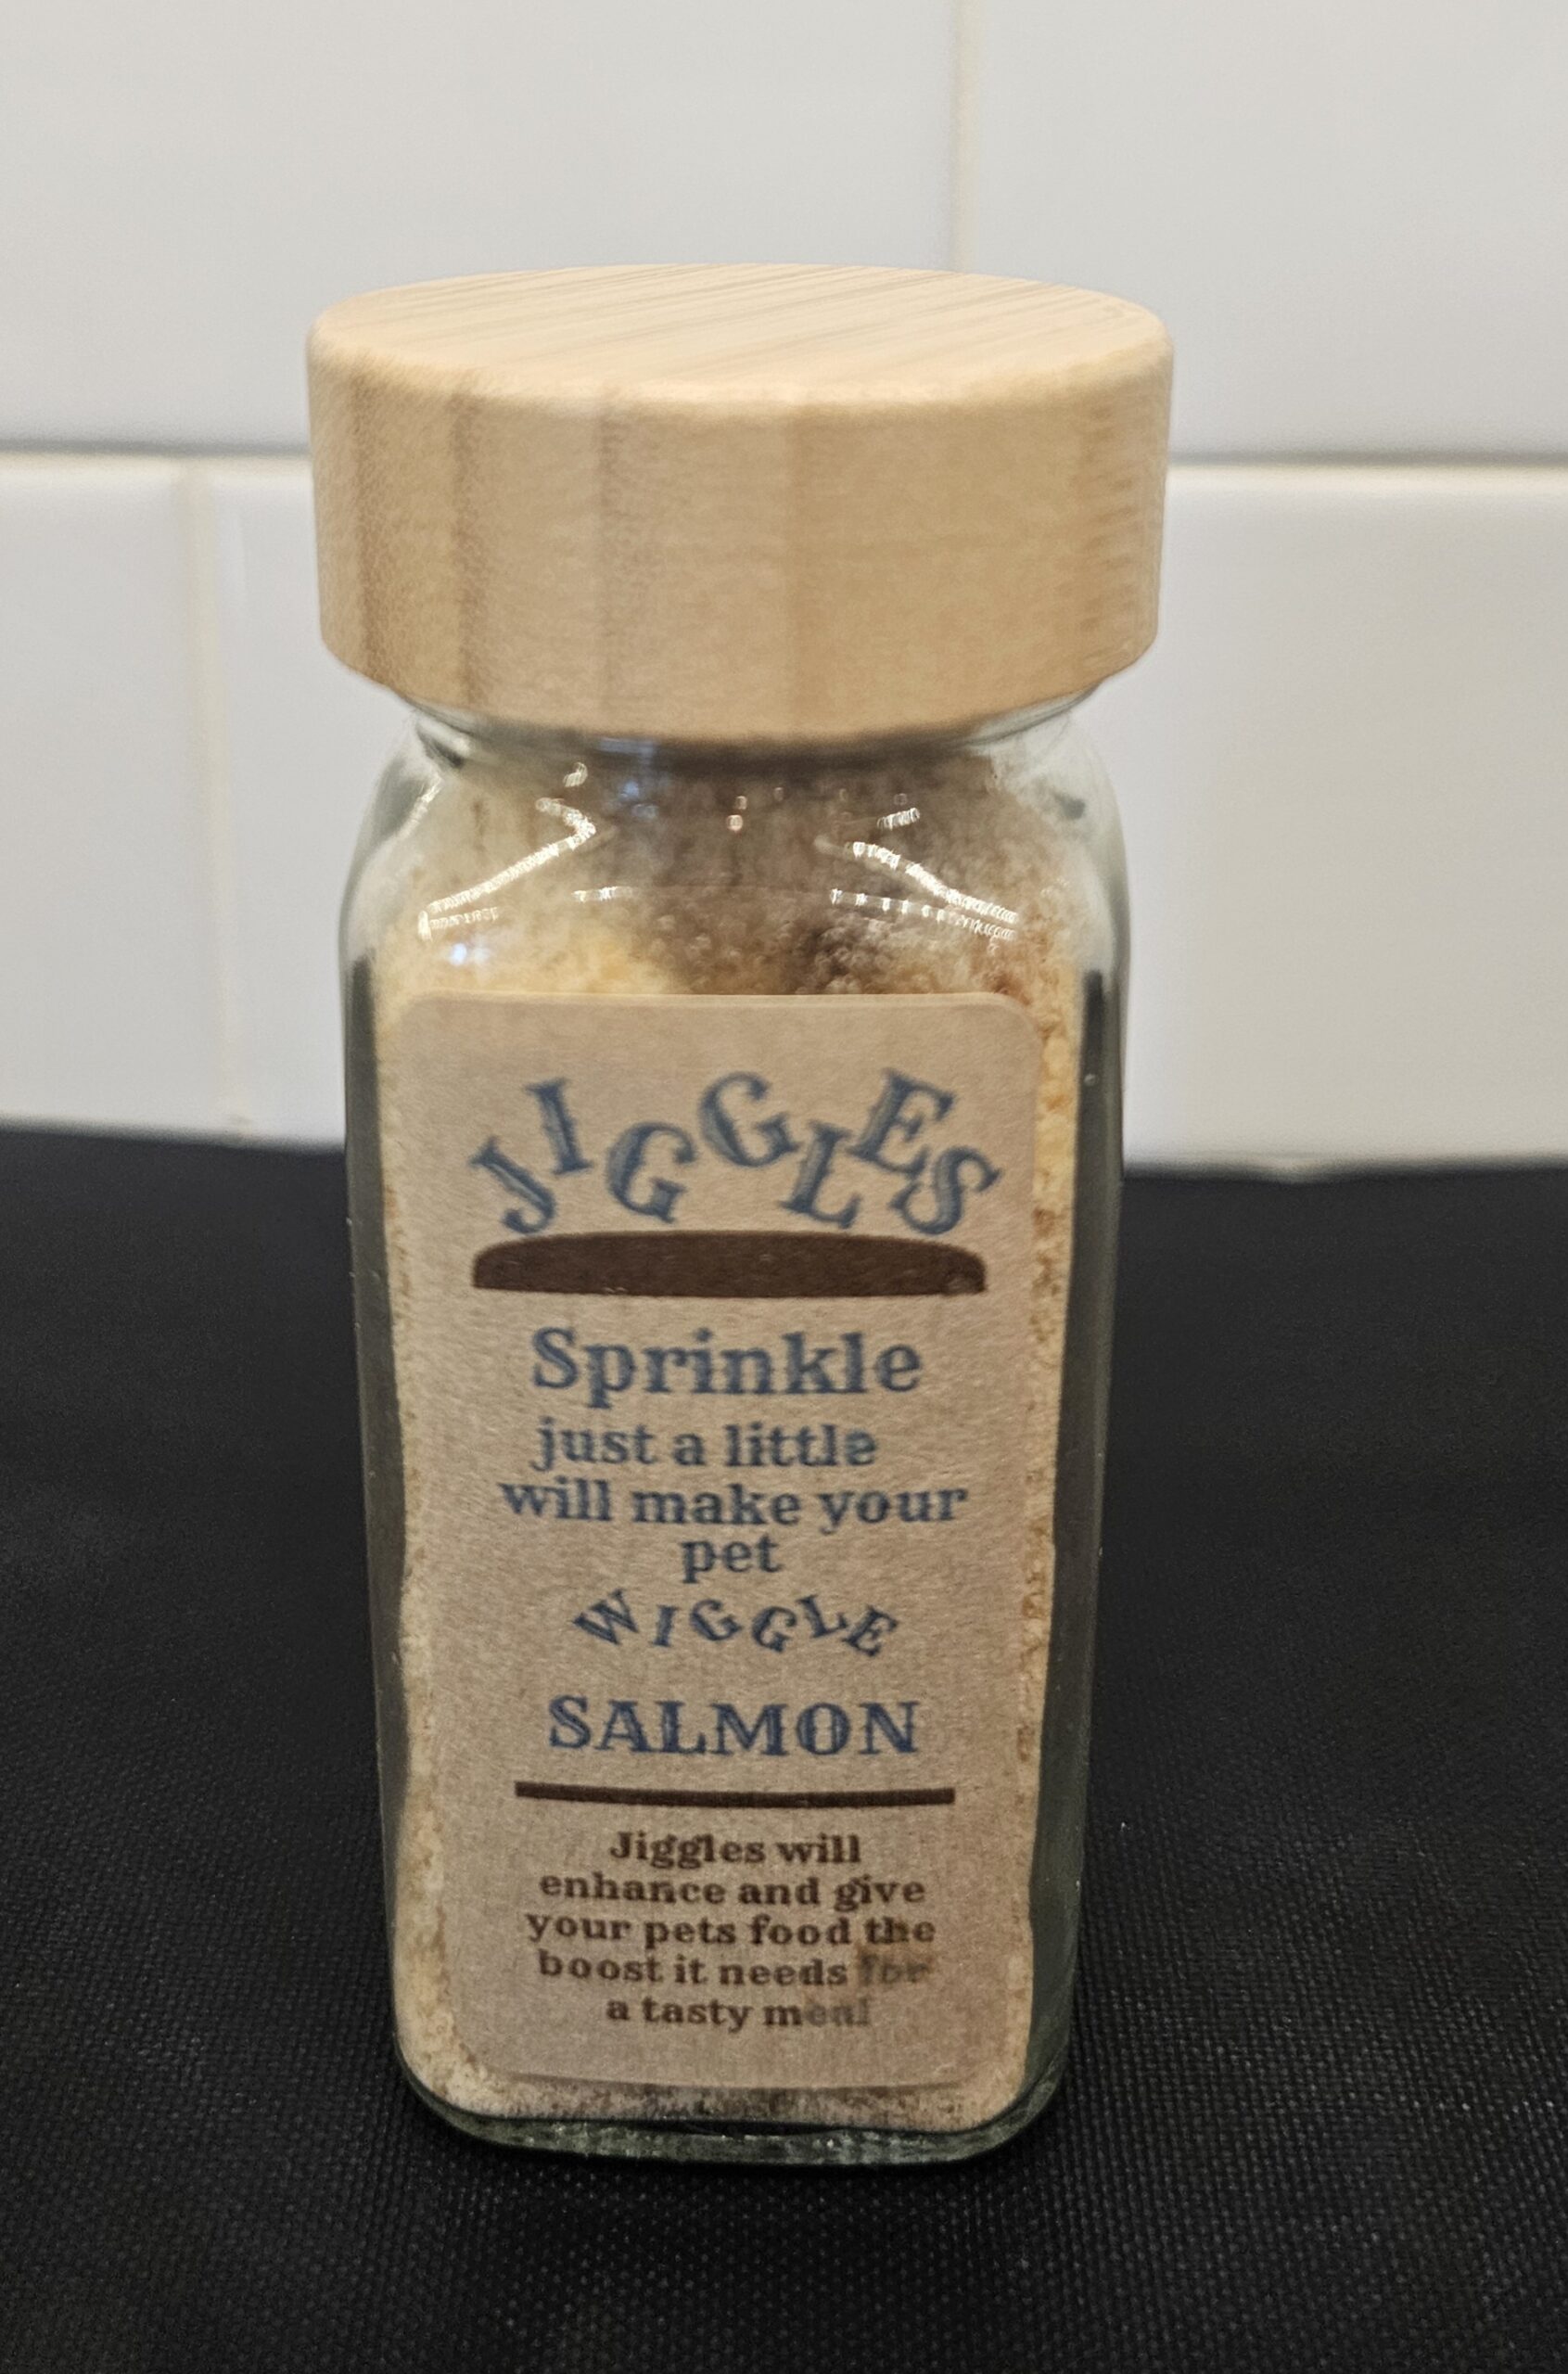 JIGGLES
Sprinkle
just a little
will make your
pet
WIGGLE
SALMON
Jiggles will
enhance and give
your pets food the
boost it needs for
a tasty meal